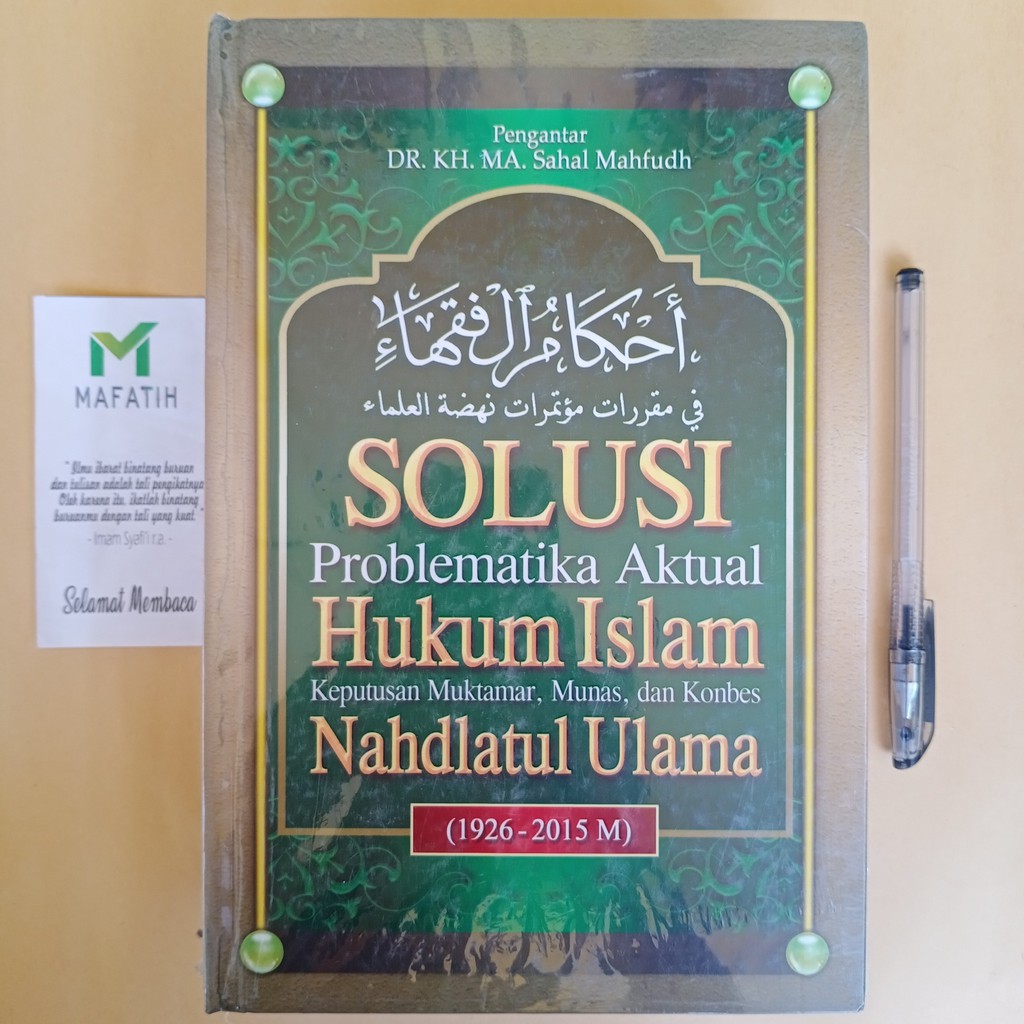 Pengantar
DR. KH. MA. Sahal Mahfudh
أحكام الفقهاء
في مقررات مؤتمرات نهضة العلماء
SOLUSI
Problematika Aktual
Hukum Islam
Keputusan Muktamar, Munas, dan Konbes
Nahdlatul Ulama
(1926-2015 M)
MAFATIH
"Ilmu ibarat binatang buruan
dan tulisan adalah tali pengikatnya
Oleh karena itu, ikatlah binatang
buruanmu dengan tali yang kuat."
- Imam Syafi'i r.a. -
Selamat Membaca